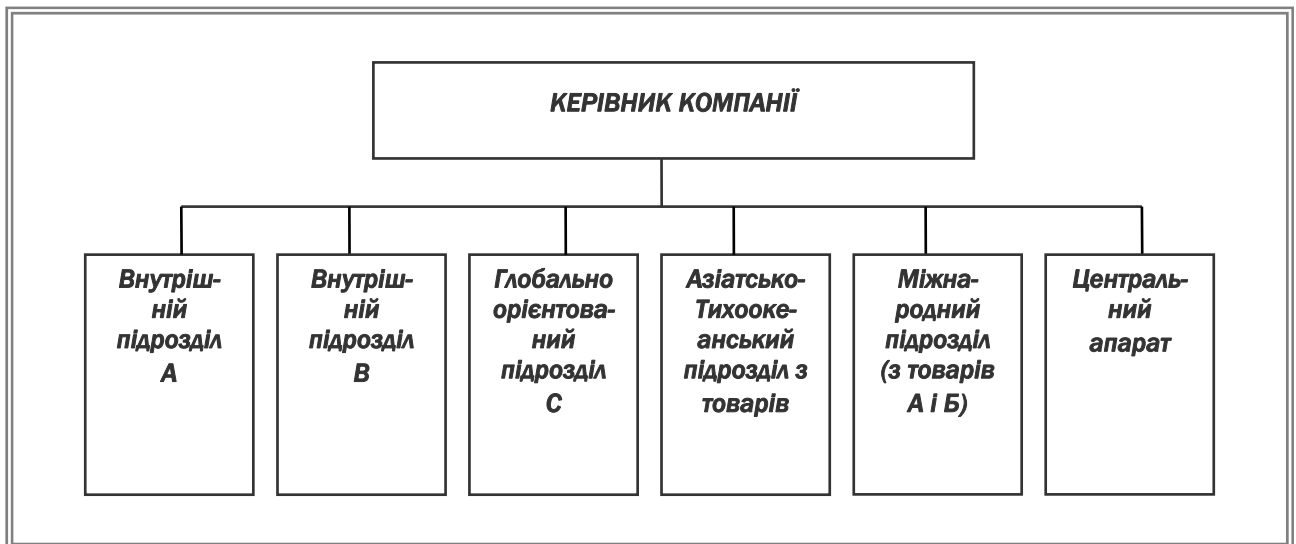 КЕРІВНИК КОМПАНІЇ
Внутріш-
ній
підрозділ
А
Внутріш-
ній
підрозділ
В
Глобально
орієнтова-
ний
підрозділ
С
Азіатсько-
Тихооке-
анський
підрозділ з
товарів
Міжна-
родний
підрозділ
(з товарів
А і Б)
Централь-
ний
апарат